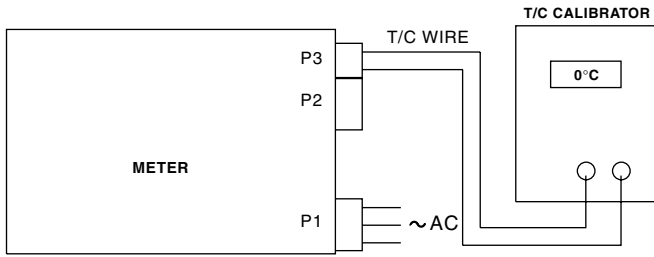 T/C CALIBRATOR
T/C WIRE
P3
0°C
P2
METER
P1
~AC